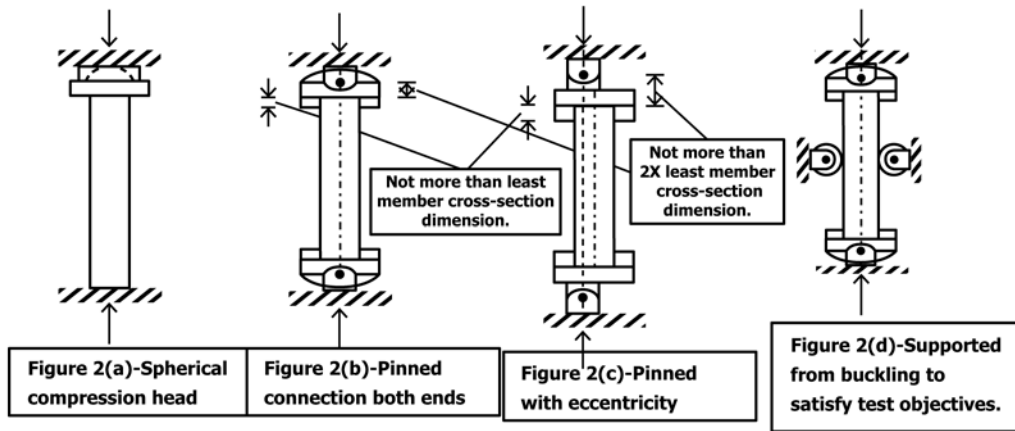 Not more than least
member cross-section
dimension.
Not more than
2X least member
cross-section
dimension.
Figure 2(a)-Spherical
compression head
Figure 2(b)-Pinned
connection both ends
Figure 2(c)-Pinned
with eccentricity
Figure 2(d)-Supported
from buckling to
satisfy test objectives.